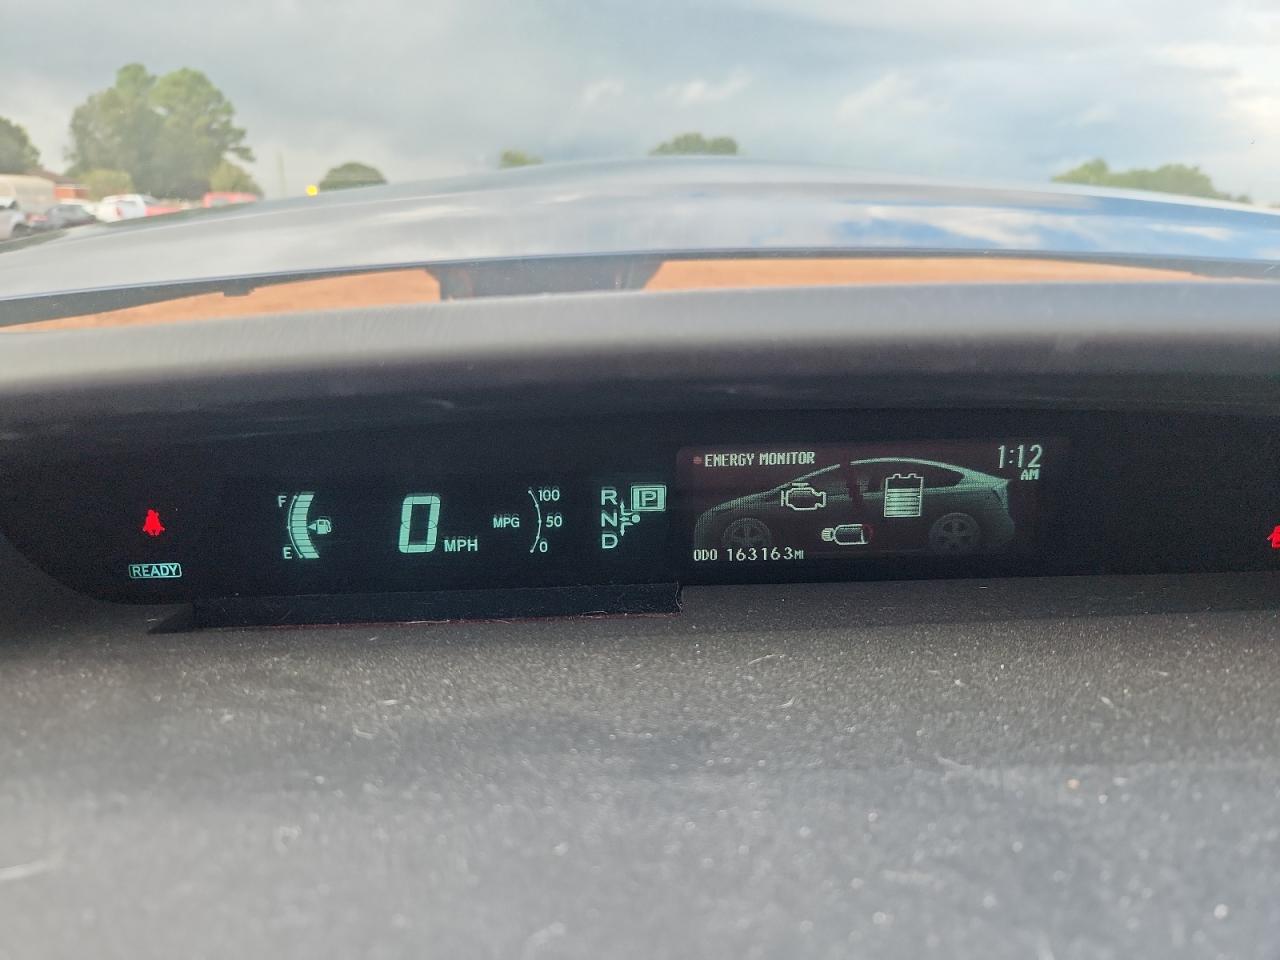 READY
F
E
0 MPH
MPG
100
50
0
R
N
D
P
ENERGY MONITOR
1:12
AM
ODO 163163MI